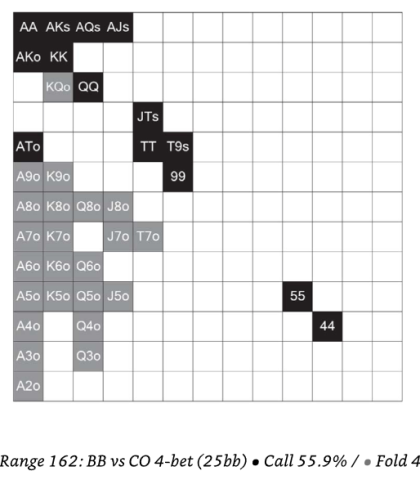 AA AKs AQs AJs
AKo KK
KQo QQ
JTs
ATo TT T9s
A9o K9o 99
A8o K8o Q8o J8o
A7o K7o J7o T7o
A6o K6o Q6o
A5o K5o Q5o J5o 55
A4o Q4o 44
A3o Q3o
A2o
Range 162: BB vs CO 4-bet (25bb) • Call 55.9% / • Fold 4